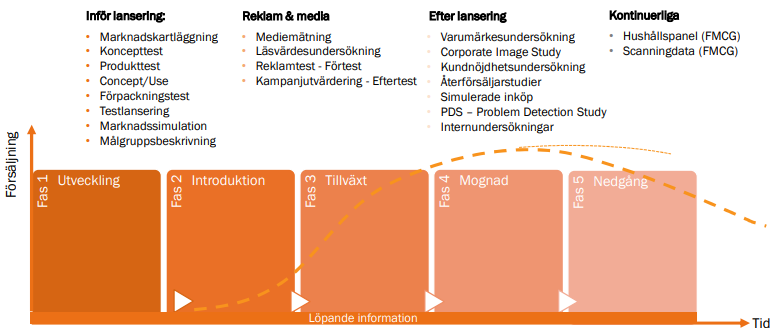 Inför lansering:
• Marknadskartläggning
• Koncepttest
• Produkttest
• Concept/Use
• Förpackningstest
• Testlansering
• Marknadssimulation
• Målgruppsbeskrivning
Reklam & media
• Mediemätning
• Läsvärdesundersökning
• Reklamtest - Förtest
• Kampanjutvärdering - Eftertest
Efter lansering
• Varumärkesundersökning
• Corporate Image Study
• Kundnöjdhetsundersökning
• Återförsäljarstudier
• Simulerade inköp
• PDS – Problem Detection Study
• Internundersökningar
Kontinuerliga
• Hushållspanel (FMCG)
• Scanningdata (FMCG)
Försäljning
Fas 1 Utveckling
Fas 2 Introduktion
Fas 3 Tillväxt
Fas 4 Mognad
Fas 5 Nedgång
Löpande information
Tid